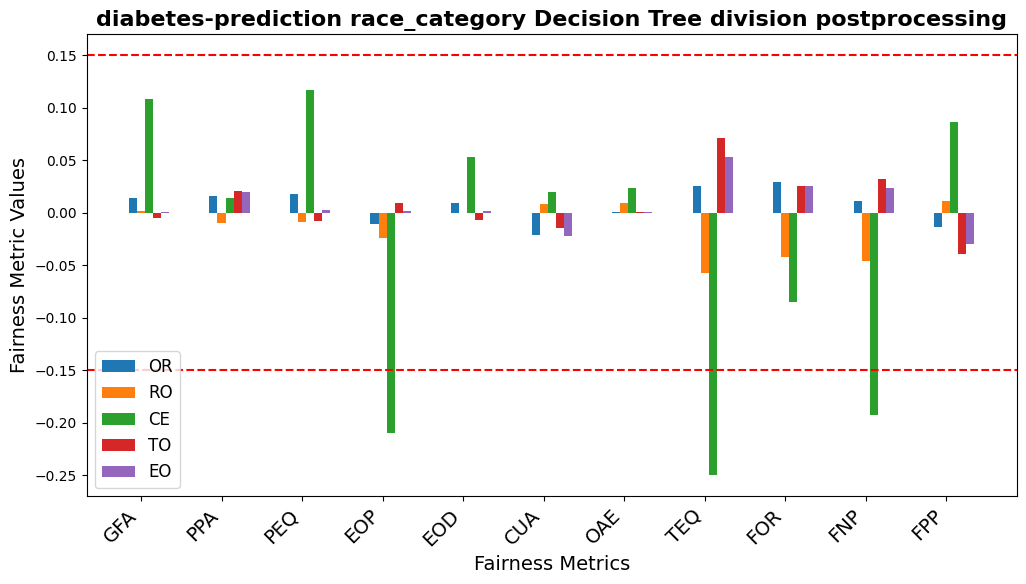 diabetes-prediction race_category Decision Tree division postprocessing
Fairness Metric Values
0.15
0.10
0.05
0.00
−0.05
−0.10
−0.15
−0.20
−0.25
OR
RO
CE
TO
EO
GFA
PPA
PEQ
EOP
EOD
CUA
OAE
TEQ
FOR
FNP
FPP
Fairness Metrics